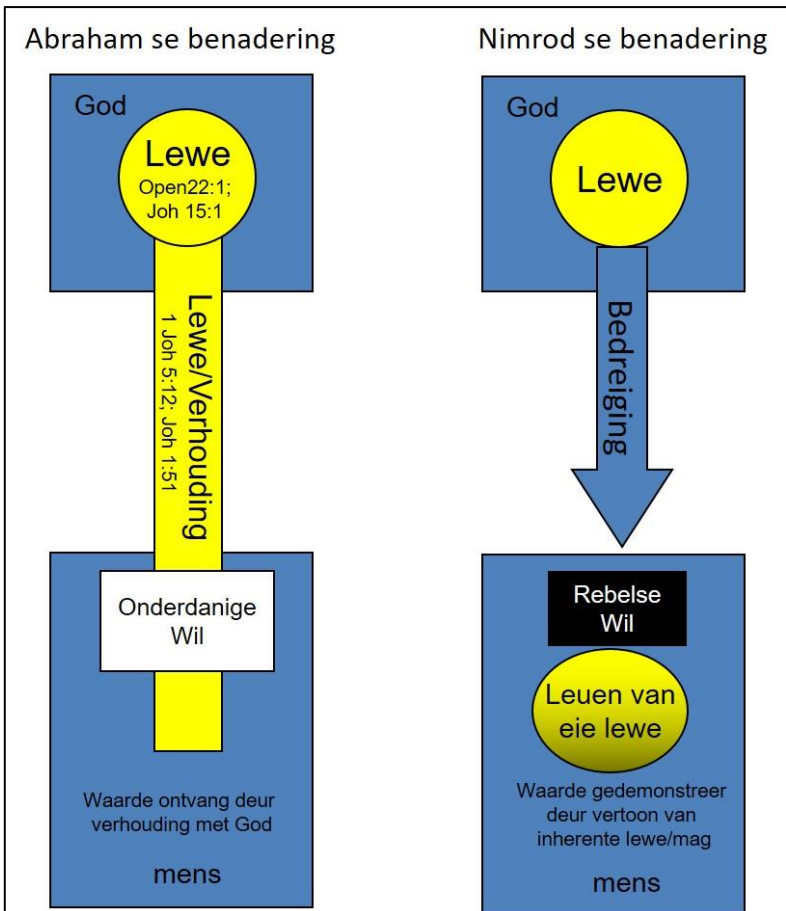 Abraham se benadering
God
Lewe
Open22:1;
Joh 15:1
Lewe/Verhouding
1 Joh 5:12; Joh 1:51
Onderdanige
Wil
Waarde ontvang deur
verhouding met God
mens
Nimrod se benadering
God
Lewe
Bedreiging
Rebelse
Wil
Leuen van
eie lewe
Waarde gedemonstreer
deur vertoon van
inherente lewe/mag
mens